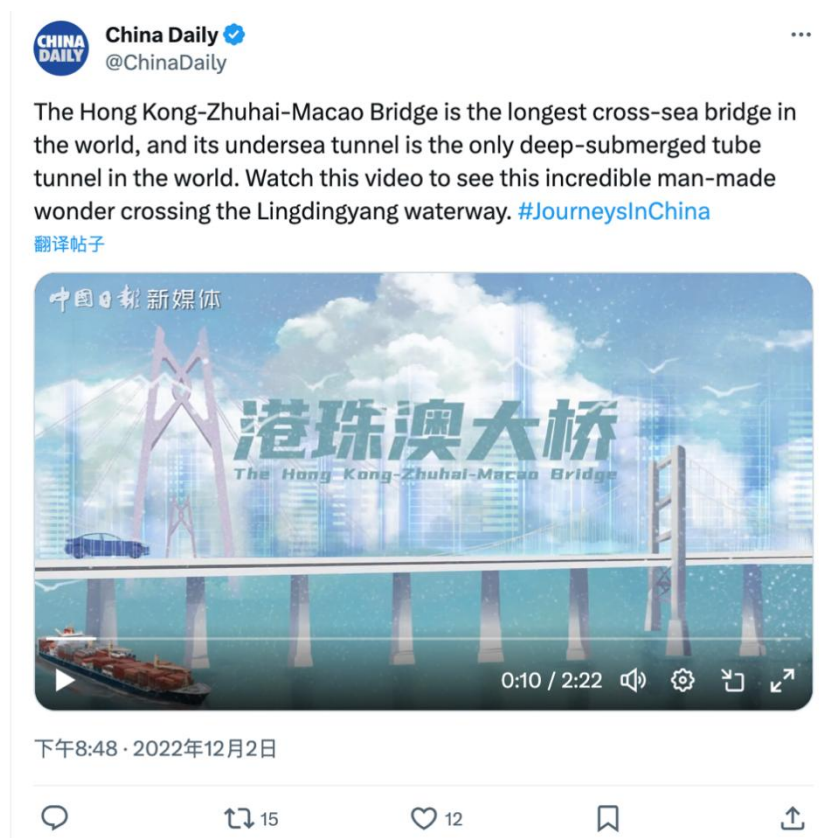 CHINA
DAILY
China Daily
@ChinaDaily
The Hong Kong-Zhuhai-Macao Bridge is the longest cross-sea bridge in
the world, and its undersea tunnel is the only deep-submerged tube
tunnel in the world. Watch this video to see this incredible man-made
wonder crossing the Lingdingyang waterway. #JourneysInChina
翻译帖子
中国日报 新媒体
港珠澳大桥
The Hong Kong-Zhuhai-Macao Bridge
0:10 / 2:22
下午8:48 · 2022年12月2日
15
12